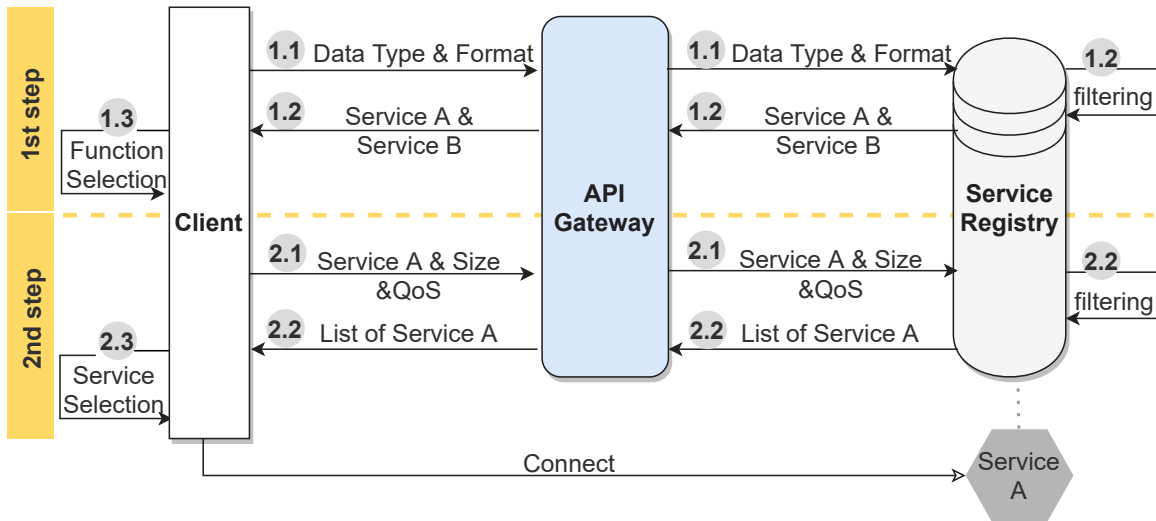 1st step
1.1 Data Type & Format
1.1 Data Type & Format
1.2
filtering
1.2 Service A &
Service B
1.2 Service A &
Service B
1.3
Function
Selection
Client
API
Gateway
Service
Registry
2nd step
2.1 Service A & Size
&QoS
2.1 Service A & Size
&QoS
2.2
filtering
2.2 List of Service A
2.2 List of Service A
2.3
Service
Selection
Connect
Service
A